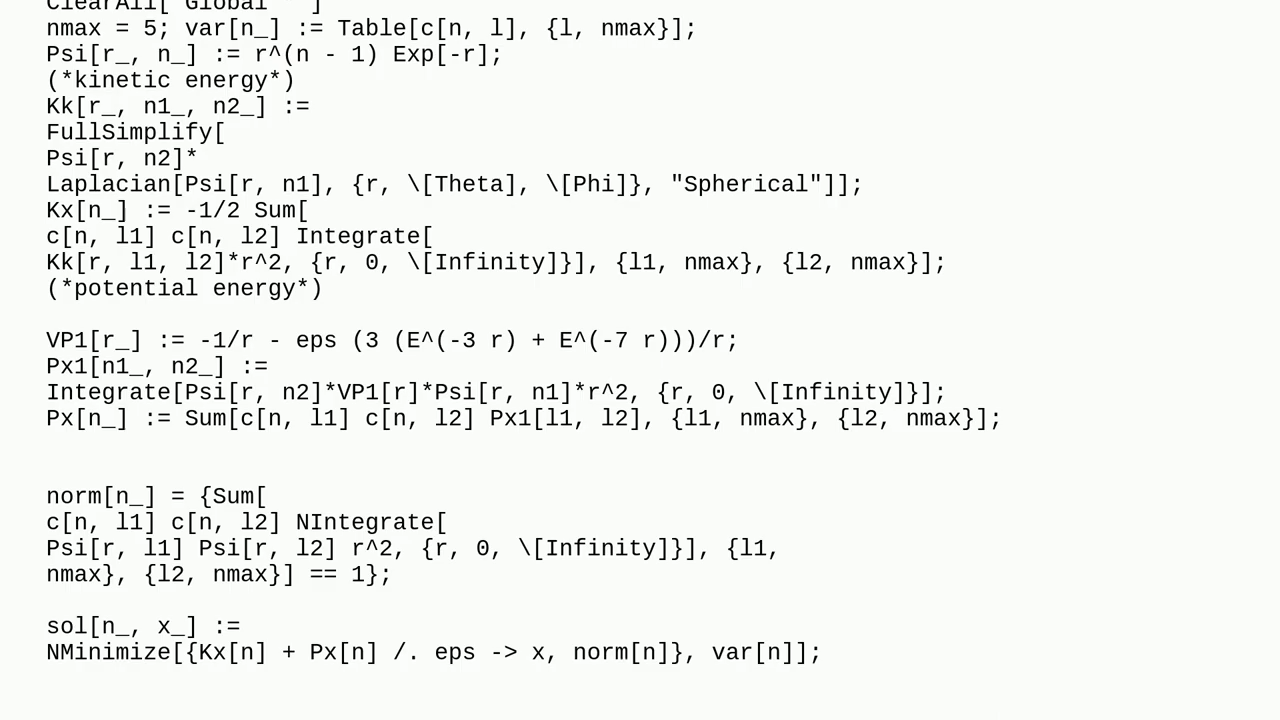 ClearAll["Global`*"]
nmax = 5; var[n_] := Table[c[n, l], {l, nmax}];
Psi[r_, n_] := r^(n - 1) Exp[-r];
(*kinetic energy*)
Kk[r_, n1_, n2_] :=
FullSimplify[
Psi[r, n2]*
Laplacian[Psi[r, n1], {r, \[Theta], \[Phi]}, "Spherical"]];
Kx[n_] := -1/2 Sum[
c[n, l1] c[n, l2] Integrate[
Kk[r, l1, l2]*r^2, {r, 0, \[Infinity]}], {l1, nmax}, {l2, nmax}];
(*potential energy*)
VP1[r_] := -1/r - eps (3 (E^(-3 r) + E^(-7 r)))/r;
Px1[n1_, n2_] :=
Integrate[Psi[r, n2]*VP1[r]*Psi[r, n1]*r^2, {r, 0, \[Infinity]}];
Px[n_] := Sum[c[n, l1] c[n, l2] Px1[l1, l2], {l1, nmax}, {l2, nmax}];
norm[n_] = {Sum[
c[n, l1] c[n, l2] NIntegrate[
Psi[r, l1] Psi[r, l2] r^2, {r, 0, \[Infinity]}], {l1,
nmax}, {l2, nmax}] == 1};
sol[n_, x_] :=
NMinimize[{Kx[n] + Px[n] /. eps -> x, norm[n]}, var[n]];